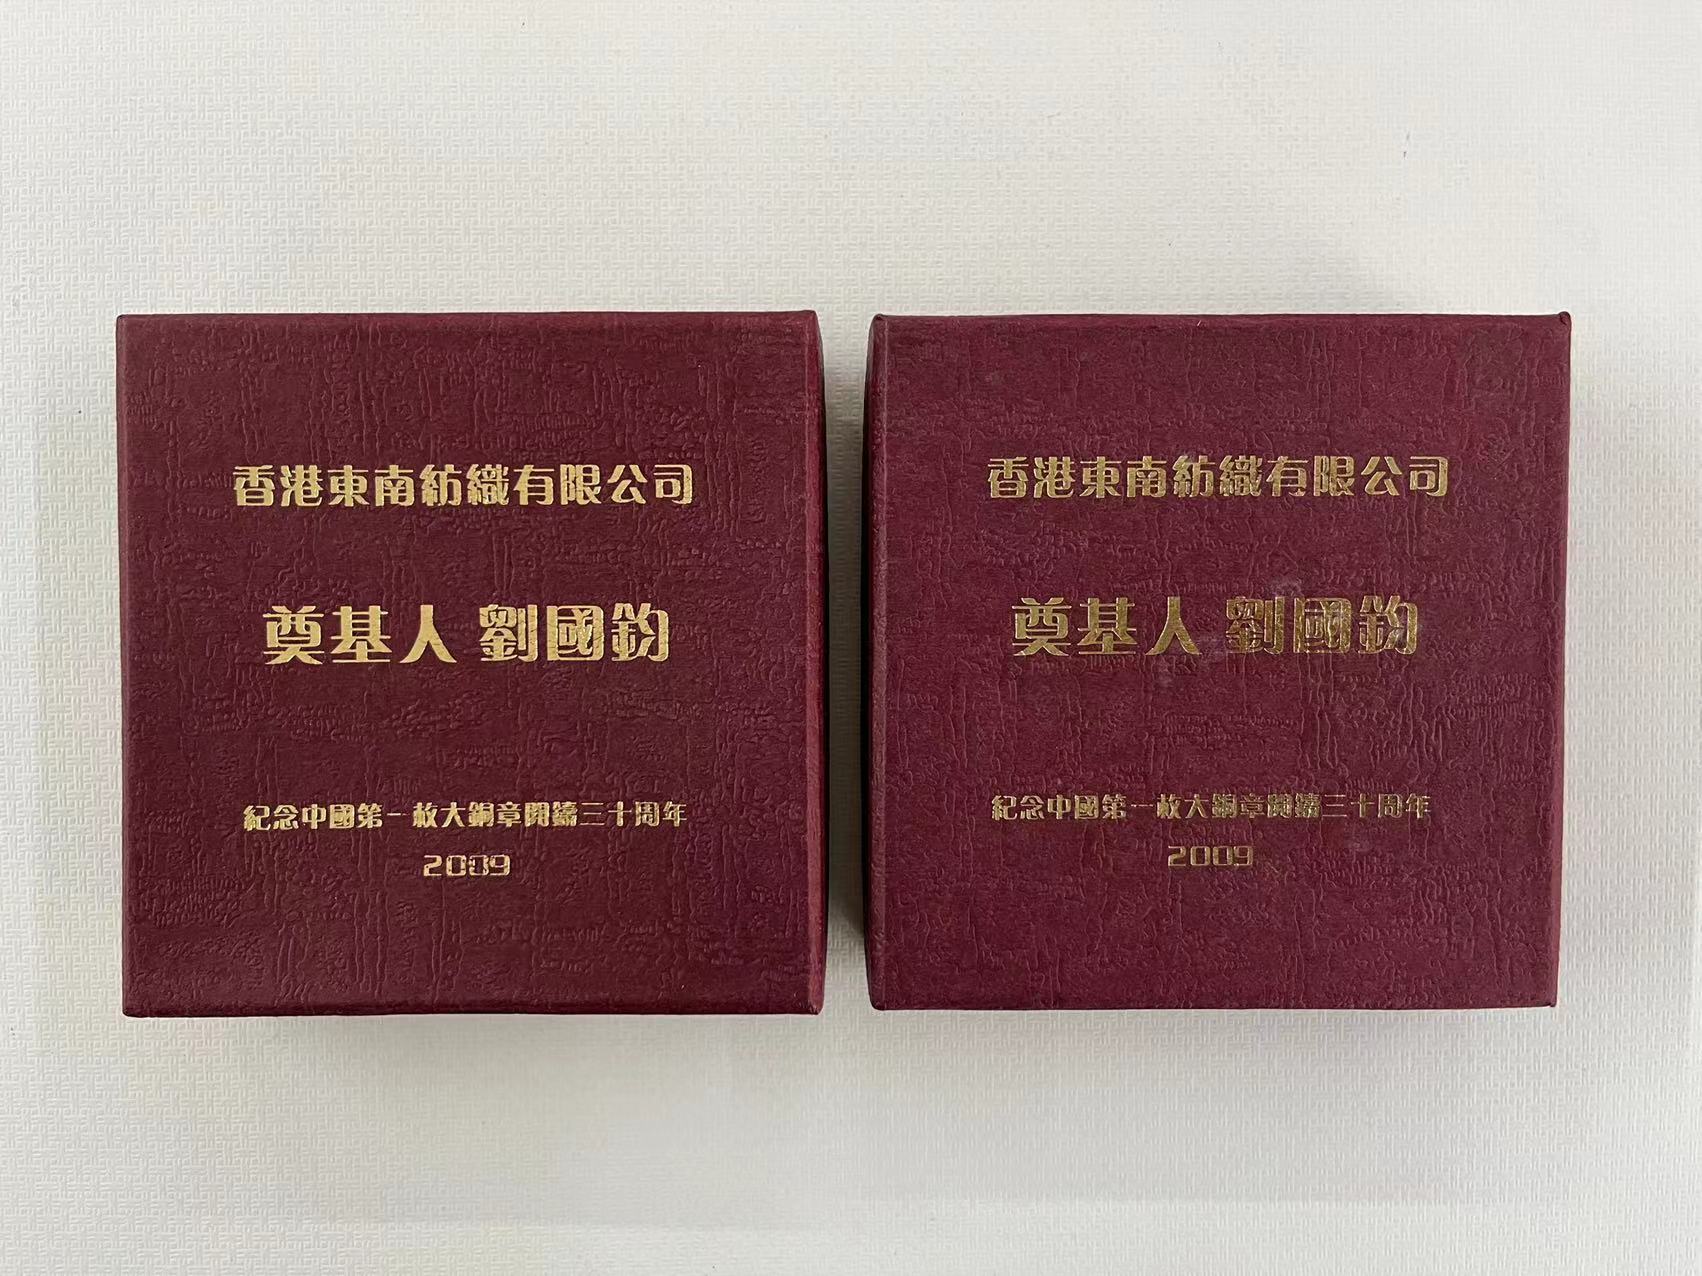 香港東南紡織有限公司
奠基人 劉國鈞
紀念中國第一枚大銅章開鑄三十周年
2009
香港東南紡織有限公司
奠基人 劉國鈞
紀念中國第一枚大銅章開鑄三十周年
2009